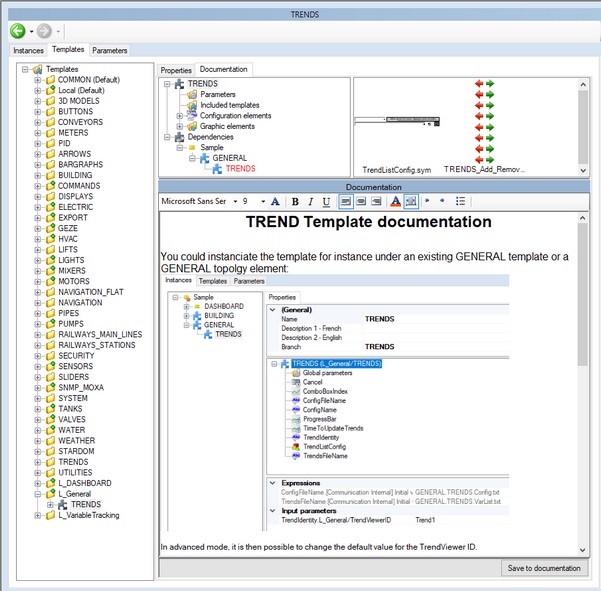 TRENDS
Instances
Templates
Parameters
Templates
COMMON (Default)
Local (Default)
3D MODELS
BUTTONS
CONVEYORS
METERS
PID
ARROWS
BARGRAPHS
BUILDING
COMMANDS
DISPLAYS
ELECTRIC
EXPORT
GEZE
HVAC
LIFTS
LIGHTS
MIXERS
MOTORS
NAVIGATION_FLAT
NAVIGATION
PIPES
PUMPS
RAILWAYS_MAIN_LINES
RAILWAYS_STATIONS
SECURITY
SENSORS
SLIDERS
SNMP_MOXA
SYSTEM
TANKS
VALVES
WATER
WEATHER
STARDOM
TRENDS
UTILITIES
L_DASHBOARD
L_General
TRENDS
L_VariableTracking
Properties
Documentation
TRENDS
Parameters
Included templates
Configuration elements
Graphic elements
Dependencies
Sample
GENERAL
TRENDS
TrendListConfig.sym
TRENDS_Add_Remov...
Documentation
Microsoft Sans Ser
9
A
B
I
U
A
TREND Template documentation
You could instanciate the template for instance under an existing GENERAL template or a
GENERAL topolgy element:
Instances
Templates
Parameters
Sample
DASHBOARD
BUILDING
GENERAL
TRENDS
Properties
(General)
Name TRENDS
Description 1 - French
Description 2 - English
Branch TRENDS
TRENDS (L_General/TRENDS)
Global parameters
Cancel
ComboBoxIndex
ConfigFileName
ConfigName
ProgressBar
TimeToUpdateTrends
TrendIdentity
TrendListConfig
TrendsFileName
Expressions
ConfigFileName [Communication Internal] Initial v GENERAL.TRENDS.Config.txt
TrendsFileName [Communication Internal] Initial v GENERAL.TRENDS.VarList.txt
Input parameters
TrendIdentity.L_General/TrendViewerID Trend1
In advanced mode, it is then possible to change the default value for the TrendViewer ID.
Save to documentation